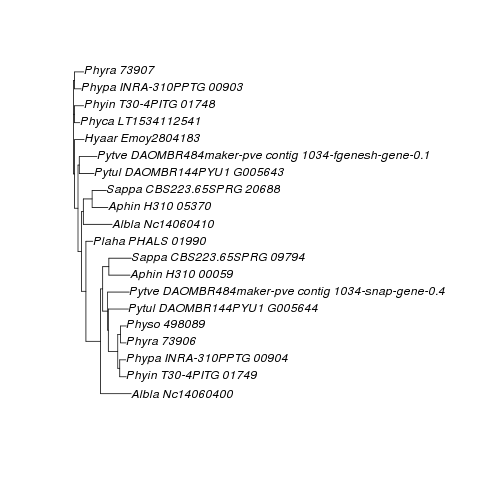 Phyra 73907
Phypa INRA-310PPTG 00903
Phyin T30-4PITG 01748
Phyca LT1534112541
Hyaar Emoy2804183
Pytve DAOMBR484maker-pve contig 1034-fgenesh-gene-0.1
Pytul DAOMBR144PYU1 G005643
Sappa CBS223.65SPRG 20688
Aphin H310 05370
Albla Nc14060410
Plaha PHALS 01990
Sappa CBS223.65SPRG 09794
Aphin H310 00059
Pytve DAOMBR484maker-pve contig 1034-snap-gene-0.4
Pytul DAOMBR144PYU1 G005644
Physo 498089
Phyra 73906
Phypa INRA-310PPTG 00904
Phyin T30-4PITG 01749
Albla Nc14060400